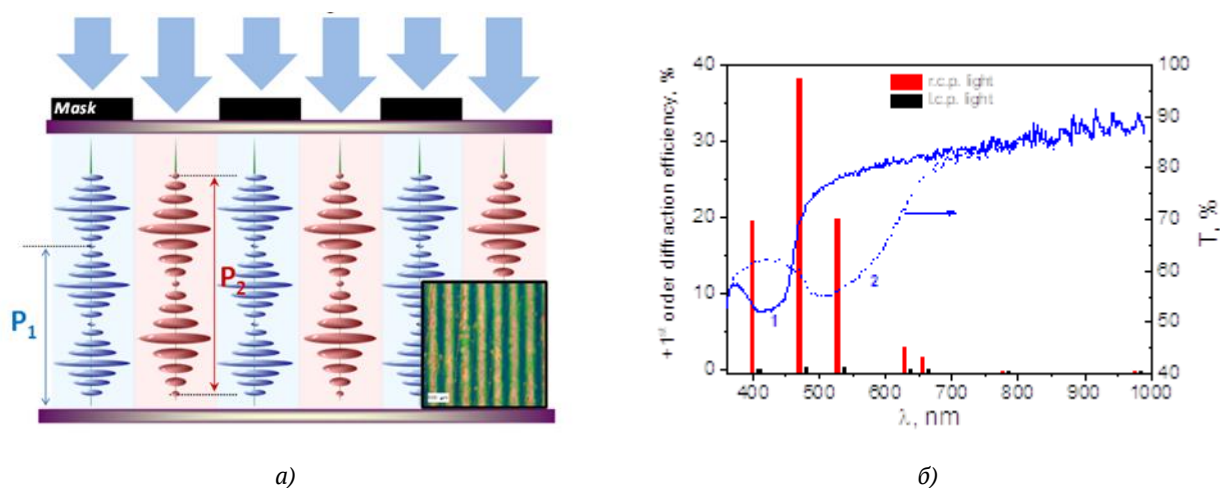 Mask
P₁
P₂
+1ˢᵗ order diffraction efficiency, %
40
30
20
10
0
r.c.p. light
l.c.p. light
1
2
100
90
80
70
60
50
40
T, %
400 500 600 700 800 900 1000
λ, nm
а) б)